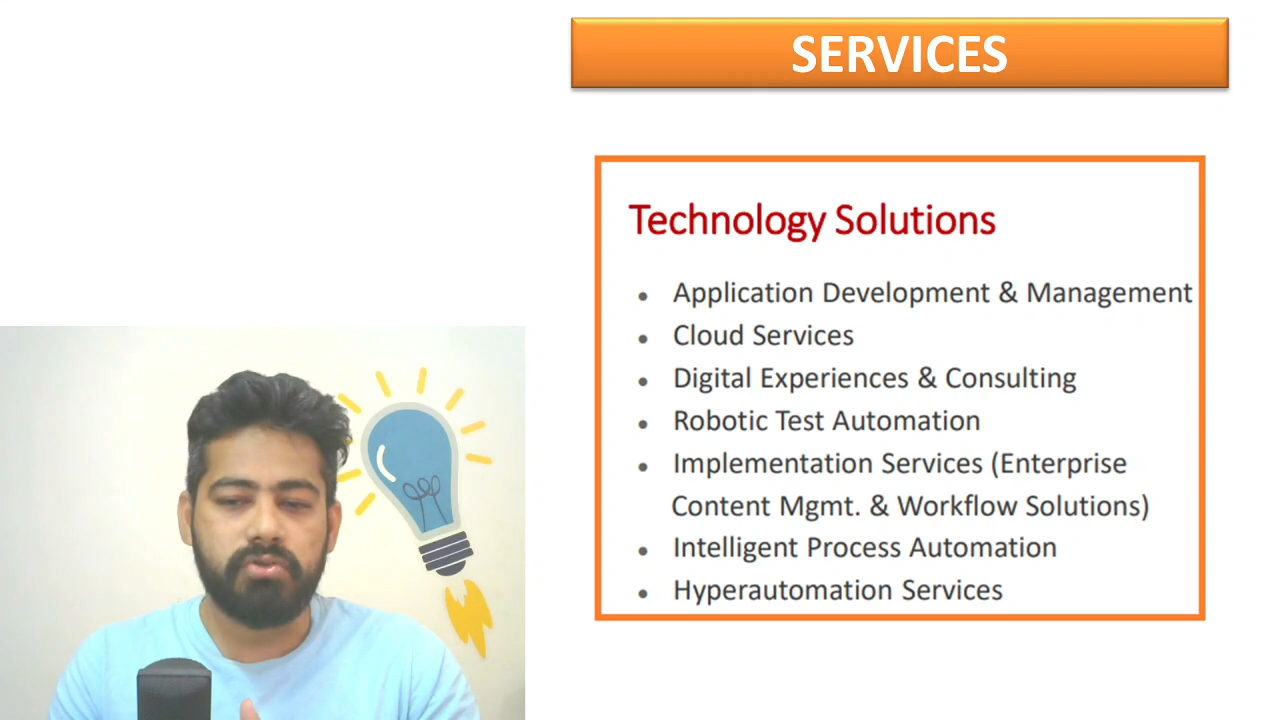 SERVICES
Technology Solutions
• Application Development & Management
• Cloud Services
• Digital Experiences & Consulting
• Robotic Test Automation
• Implementation Services (Enterprise
Content Mgmt. & Workflow Solutions)
• Intelligent Process Automation
• Hyperautomation Services